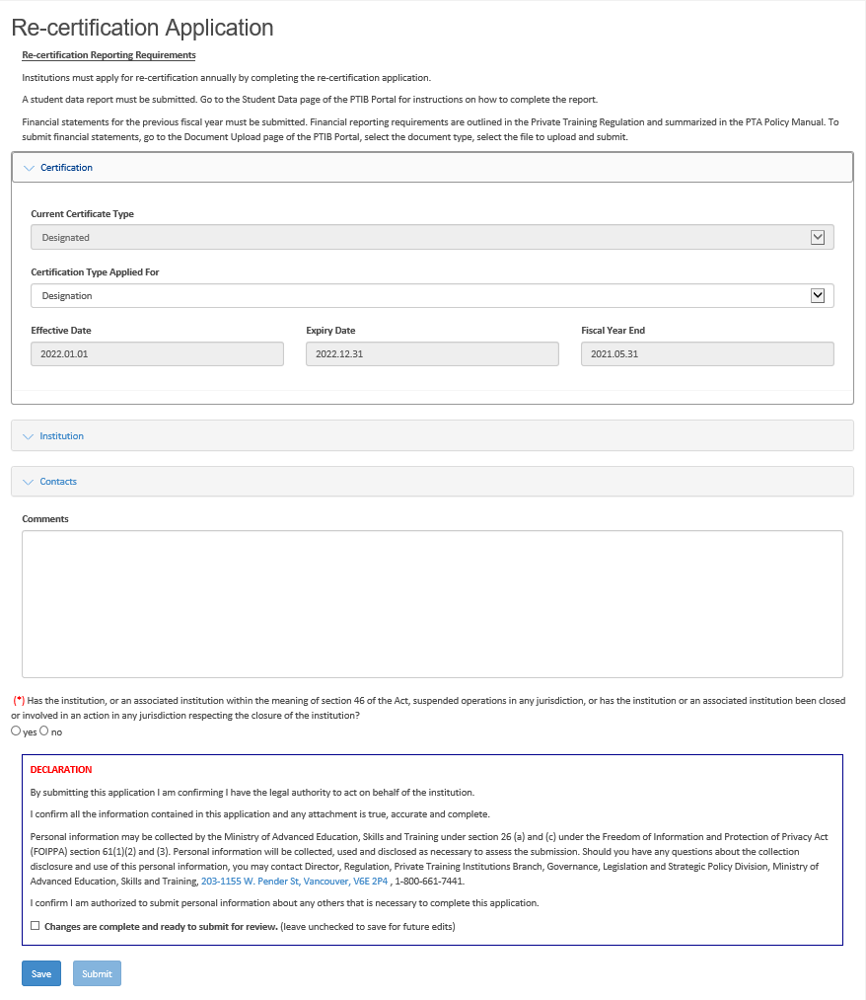 Re-certification Application
Re-certification Reporting Requirements
Institutions must apply for re-certification annually by completing the re-certification application.
A student data report must be submitted. Go to the Student Data page of the PTIB Portal for instructions on how to complete the report.
Financial statements for the previous fiscal year must be submitted. Financial reporting requirements are outlined in the Private Training Regulation and summarized in the PTA Policy Manual. To
submit financial statements, go to the Document Upload page of the PTIB Portal, select the document type, select the file to upload and submit.
Certification
Current Certificate Type
Designated
Certification Type Applied For
Designation
Effective Date Expiry Date Fiscal Year End
2022.01.01 2022.12.31 2021.05.31
Institution
Contacts
Comments
(*) Has the institution, or an associated institution within the meaning of section 46 of the Act, suspended operations in any jurisdiction, or has the institution or an associated institution been closed
or involved in an action in any jurisdiction respecting the closure of the institution?
yes no
DECLARATION
By submitting this application I am confirming I have the legal authority to act on behalf of the institution.
I confirm all the information contained in this application and any attachment is true, accurate and complete.
Personal information may be collected by the Ministry of Advanced Education, Skills and Training under section 26 (a) and (c) under the Freedom of Information and Protection of Privacy Act
(FOIPPA) section 61(1)(2) and (3). Personal information will be collected, used and disclosed as necessary to assess the submission. Should you have any questions about the collection
disclosure and use of this personal information, you may contact Director, Regulation, Private Training Institutions Branch, Governance, Legislation and Strategic Policy Division, Ministry of
Advanced Education, Skills and Training, 203-1155 W. Pender St, Vancouver, V6E 2P4 , 1-800-661-7441.
I confirm I am authorized to submit personal information about any others that is necessary to complete this application.
Changes are complete and ready to submit for review. (leave unchecked to save for future edits)
Save Submit